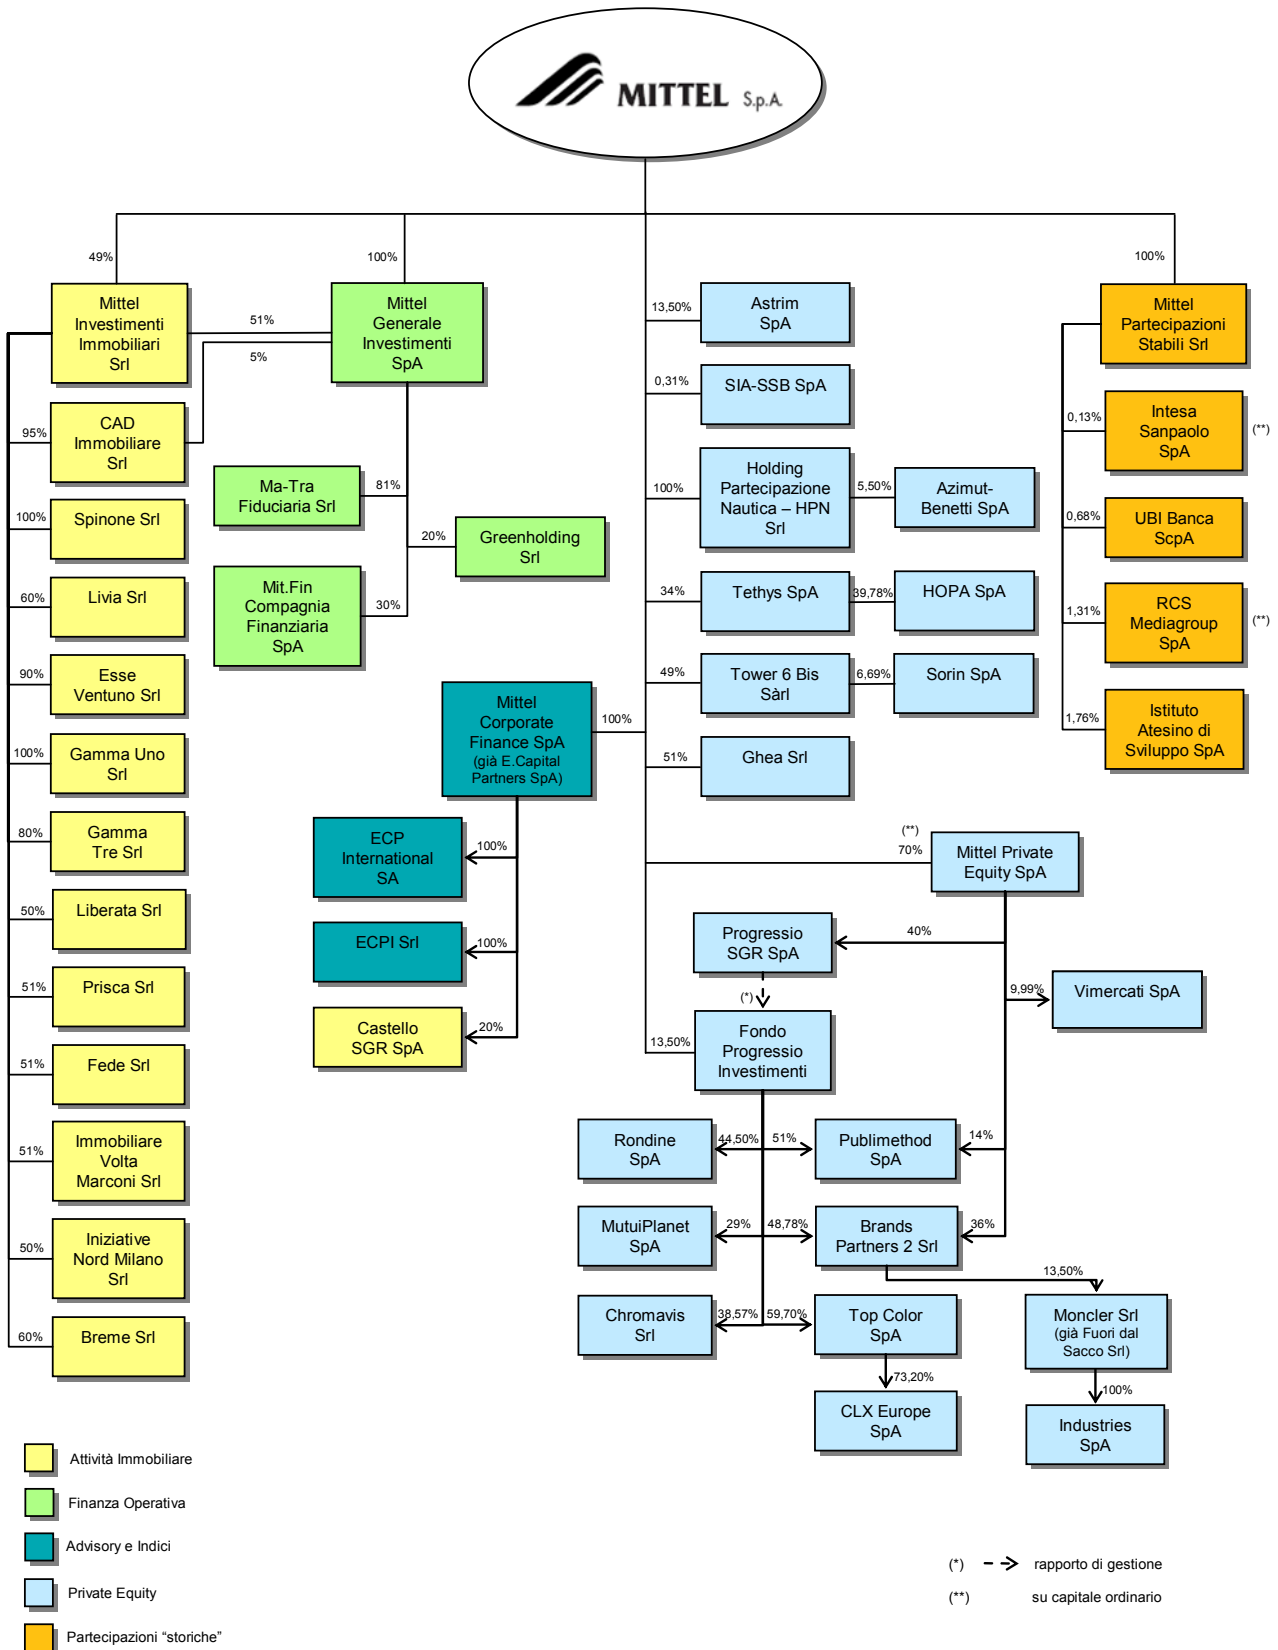 MITTEL S.p.A.
49%
100%
100%
Mittel
Investimenti
Immobiliari
Srl
51%
5%
Mittel
Generale
Investimenti
SpA
13,50%
Astrim
SpA
Mittel
Partecipazioni
Stabili Srl
0,31%
SIA-SSB SpA
95%
CAD
Immobiliare
Srl
0,13%
Intesa
Sanpaolo
SpA
(**)
Ma-Tra
Fiduciaria Srl
81%
100%
Holding
Partecipazione
Nautica – HPN
Srl
5,50%
Azimut-
Benetti SpA
100%
Spinone Srl
20%
Greenholding
Srl
0,68%
UBI Banca
ScpA
60%
Livia Srl
Mit.Fin
Compagnia
Finanziaria
SpA
30%
34%
Tethys SpA
39,78%
HOPA SpA
1,31%
RCS
Mediagroup
SpA
(**)
90%
Esse
Ventuno Srl
49%
Tower 6 Bis
Sàrl
6,69%
Sorin SpA
Mittel
Corporate
Finance SpA
(già E.Capital
Partners SpA)
100%
1,76%
Istituto
Atesino di
Sviluppo SpA
100%
Gamma Uno
Srl
51%
Ghea Srl
80%
Gamma
Tre Srl
ECP
International
SA
100%
(**)
70%
Mittel Private
Equity SpA
50%
Liberata Srl
ECPI Srl
100%
Progressio
SGR SpA
40%
51%
Prisca Srl
(*)
9,99%
Vimercati SpA
Castello
SGR SpA
20%
13,50%
Fondo
Progressio
Investimenti
51%
Fede Srl
51%
Immobiliare
Volta
Marconi Srl
Rondine
SpA
44,50%
51%
Publimethod
SpA
14%
50%
Iniziative
Nord Milano
Srl
MutuiPlanet
SpA
29%
48,78%
Brands
Partners 2 Srl
36%
13,50%
60%
Breme Srl
Chromavis
Srl
38,57%
59,70%
Top Color
SpA
Moncler Srl
(già Fuori dal
Sacco Srl)
73,20%
100%
CLX Europe
SpA
Industries
SpA
Attività Immobiliare
Finanza Operativa
Advisory e Indici
Private Equity
Partecipazioni “storiche”
(*) rapporto di gestione
(**) su capitale ordinario